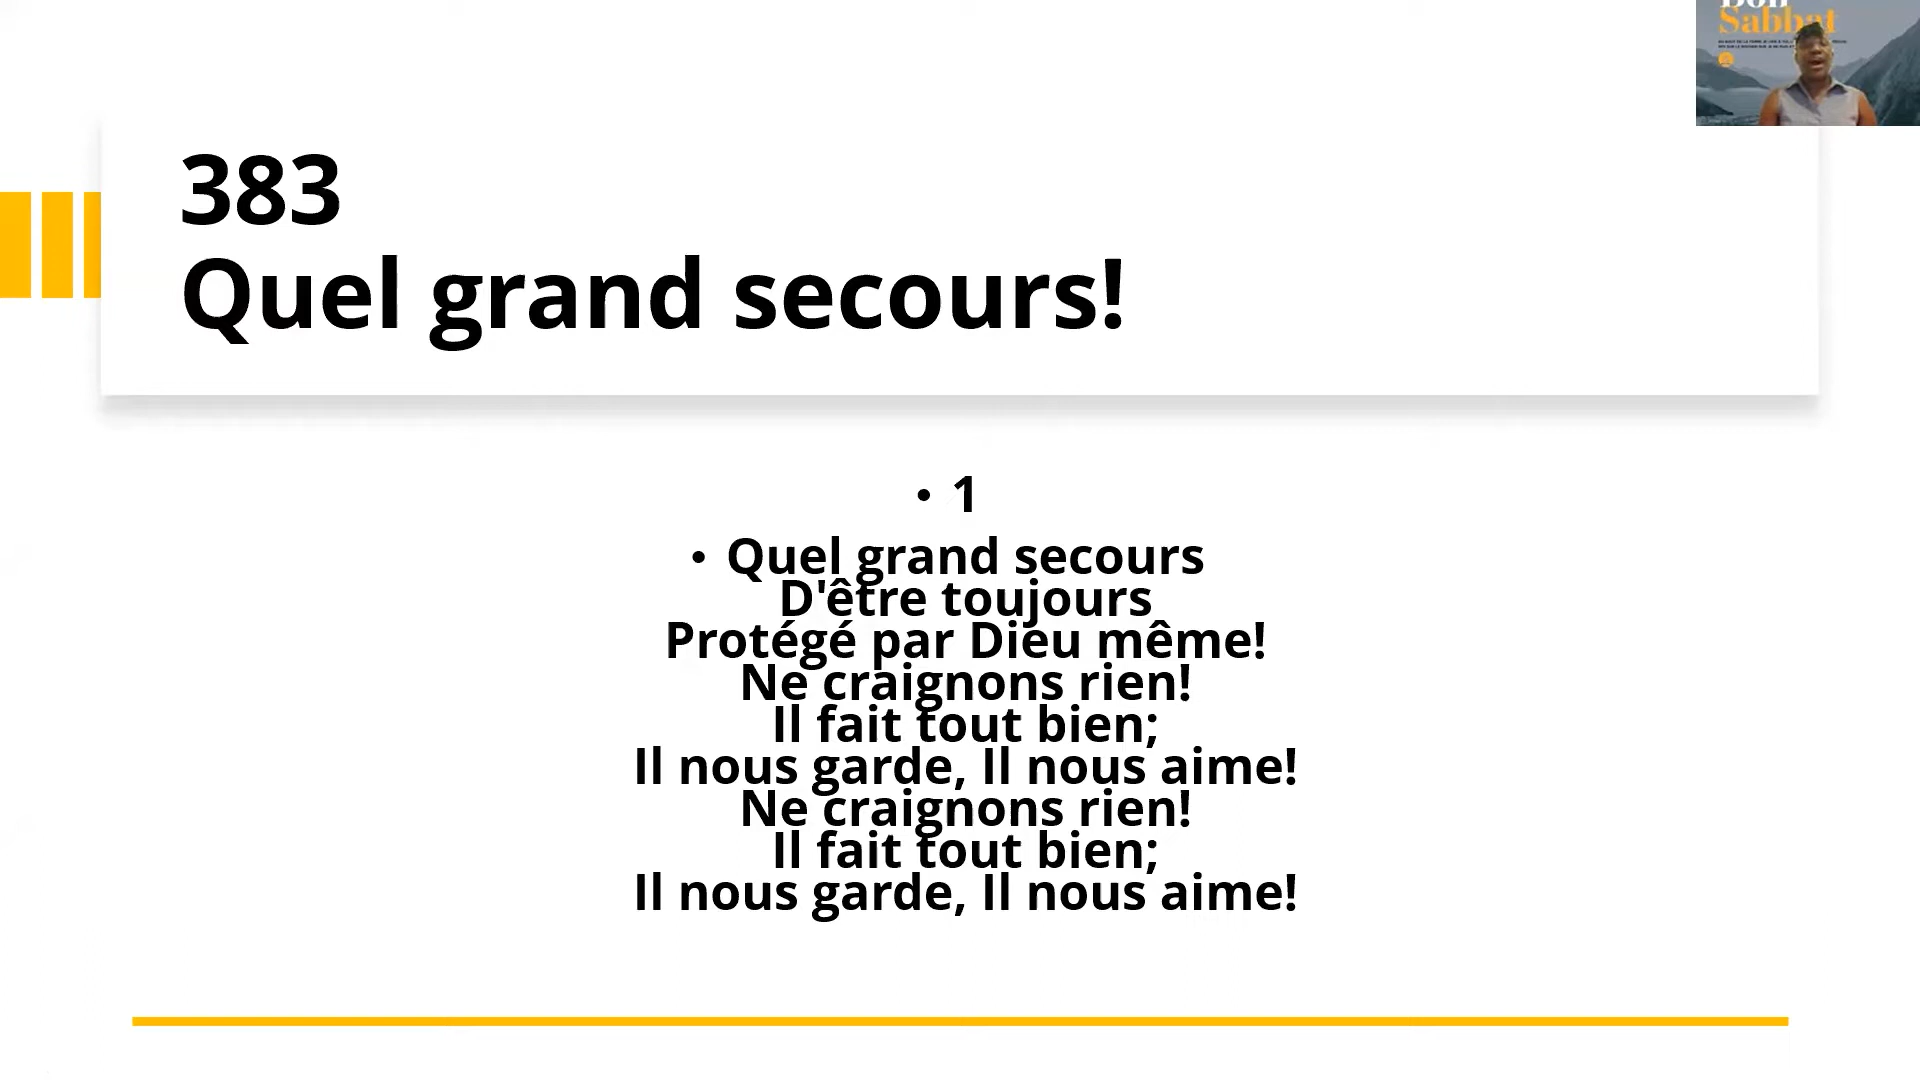 Bon
Sabbat
383
Quel grand secours!
• 1
• Quel grand secours
D'être toujours
Protégé par Dieu même!
Ne craignons rien!
Il fait tout bien;
Il nous garde, Il nous aime!
Ne craignons rien!
Il fait tout bien;
Il nous garde, Il nous aime!